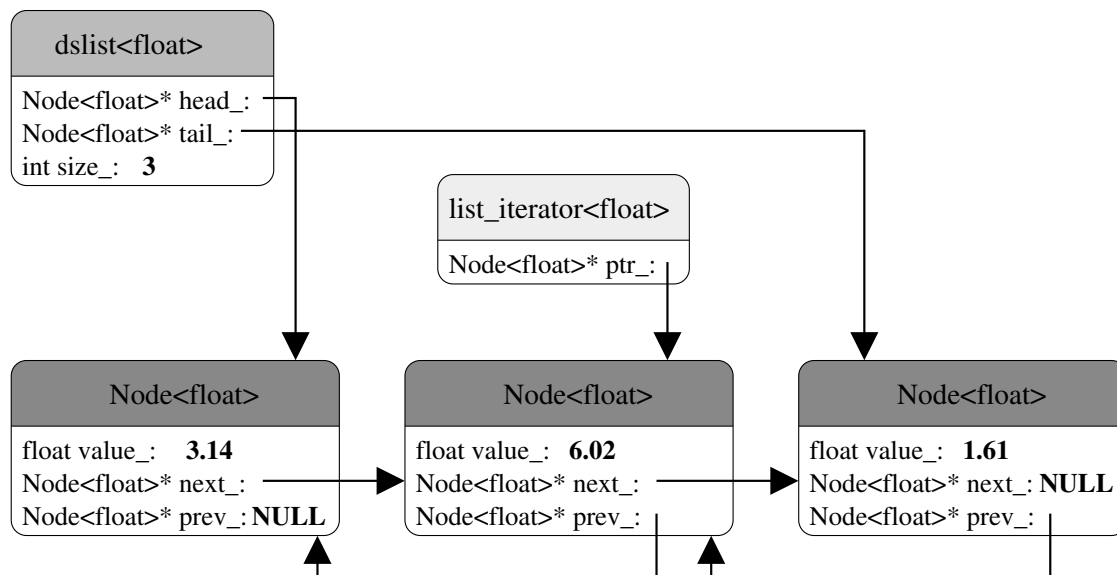 dslist<float>
Node<float>* head_:
Node<float>* tail_:
int size_: 3
list_iterator<float>
Node<float>* ptr_:
Node<float>
float value_: 3.14
Node<float>* next_:
Node<float>* prev_: NULL
Node<float>
float value_: 6.02
Node<float>* next_:
Node<float>* prev_:
Node<float>
float value_: 1.61
Node<float>* next_: NULL
Node<float>* prev_: